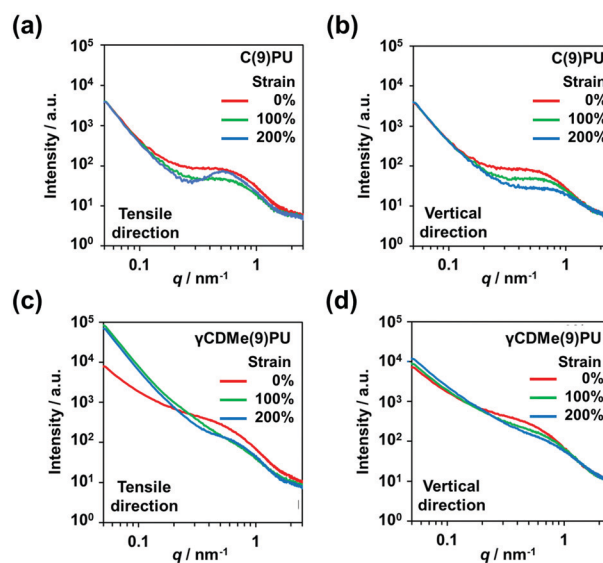 (a)
C(9)PU
Strain
0%
100%
200%
Tensile
direction
Intensity / a.u.
10⁵
10⁴
10³
10²
10¹
10⁰
0.1
1
q / nm⁻¹
(b)
C(9)PU
Strain
0%
100%
200%
Vertical
direction
Intensity / a.u.
10⁵
10⁴
10³
10²
10¹
10⁰
0.1
1
q / nm⁻¹
(c)
γCDMe(9)PU
Strain
0%
100%
200%
Tensile
direction
Intensity / a.u.
10⁵
10⁴
10³
10²
10¹
10⁰
0.1
1
q / nm⁻¹
(d)
γCDMe(9)PU
Strain
0%
100%
200%
Vertical
direction
Intensity / a.u.
10⁵
10⁴
10³
10²
10¹
10⁰
0.1
1
q / nm⁻¹